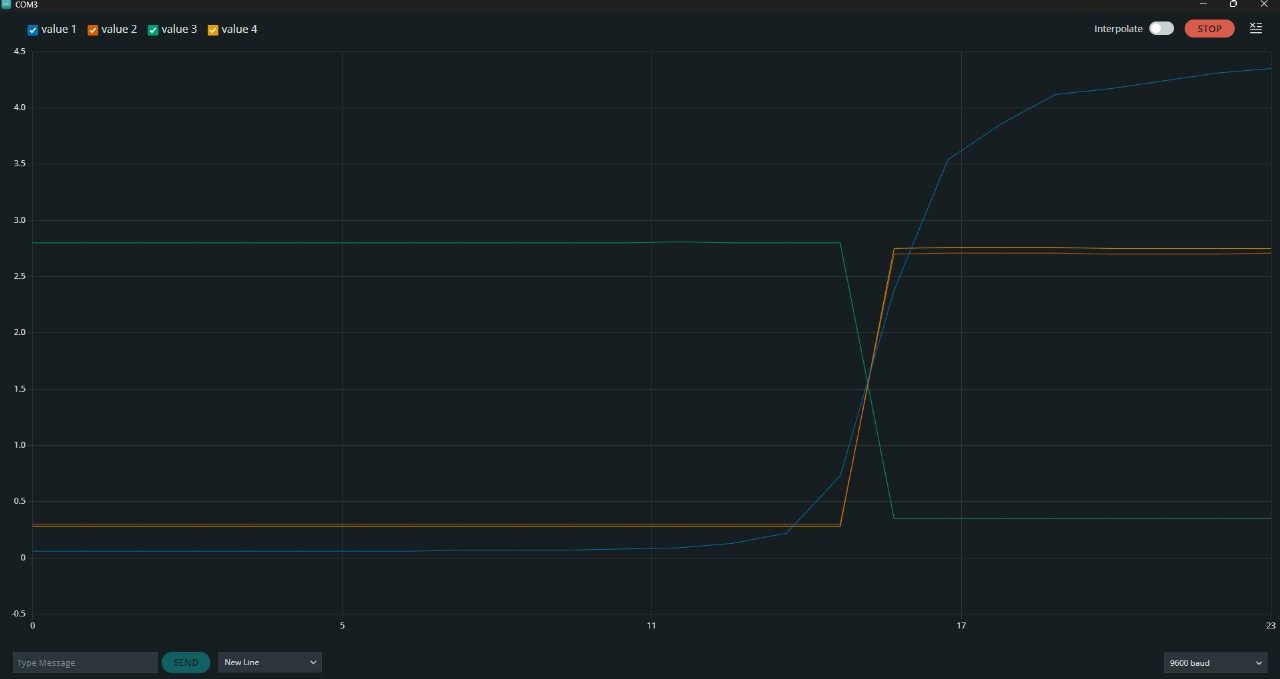 COM3
value 1 value 2 value 3 value 4
Interpolate STOP
4.5
4.0
3.5
3.0
2.5
2.0
1.5
1.0
0.5
0
-0.5
0 5 11 17 23
Type Message SEND New Line 9600 baud